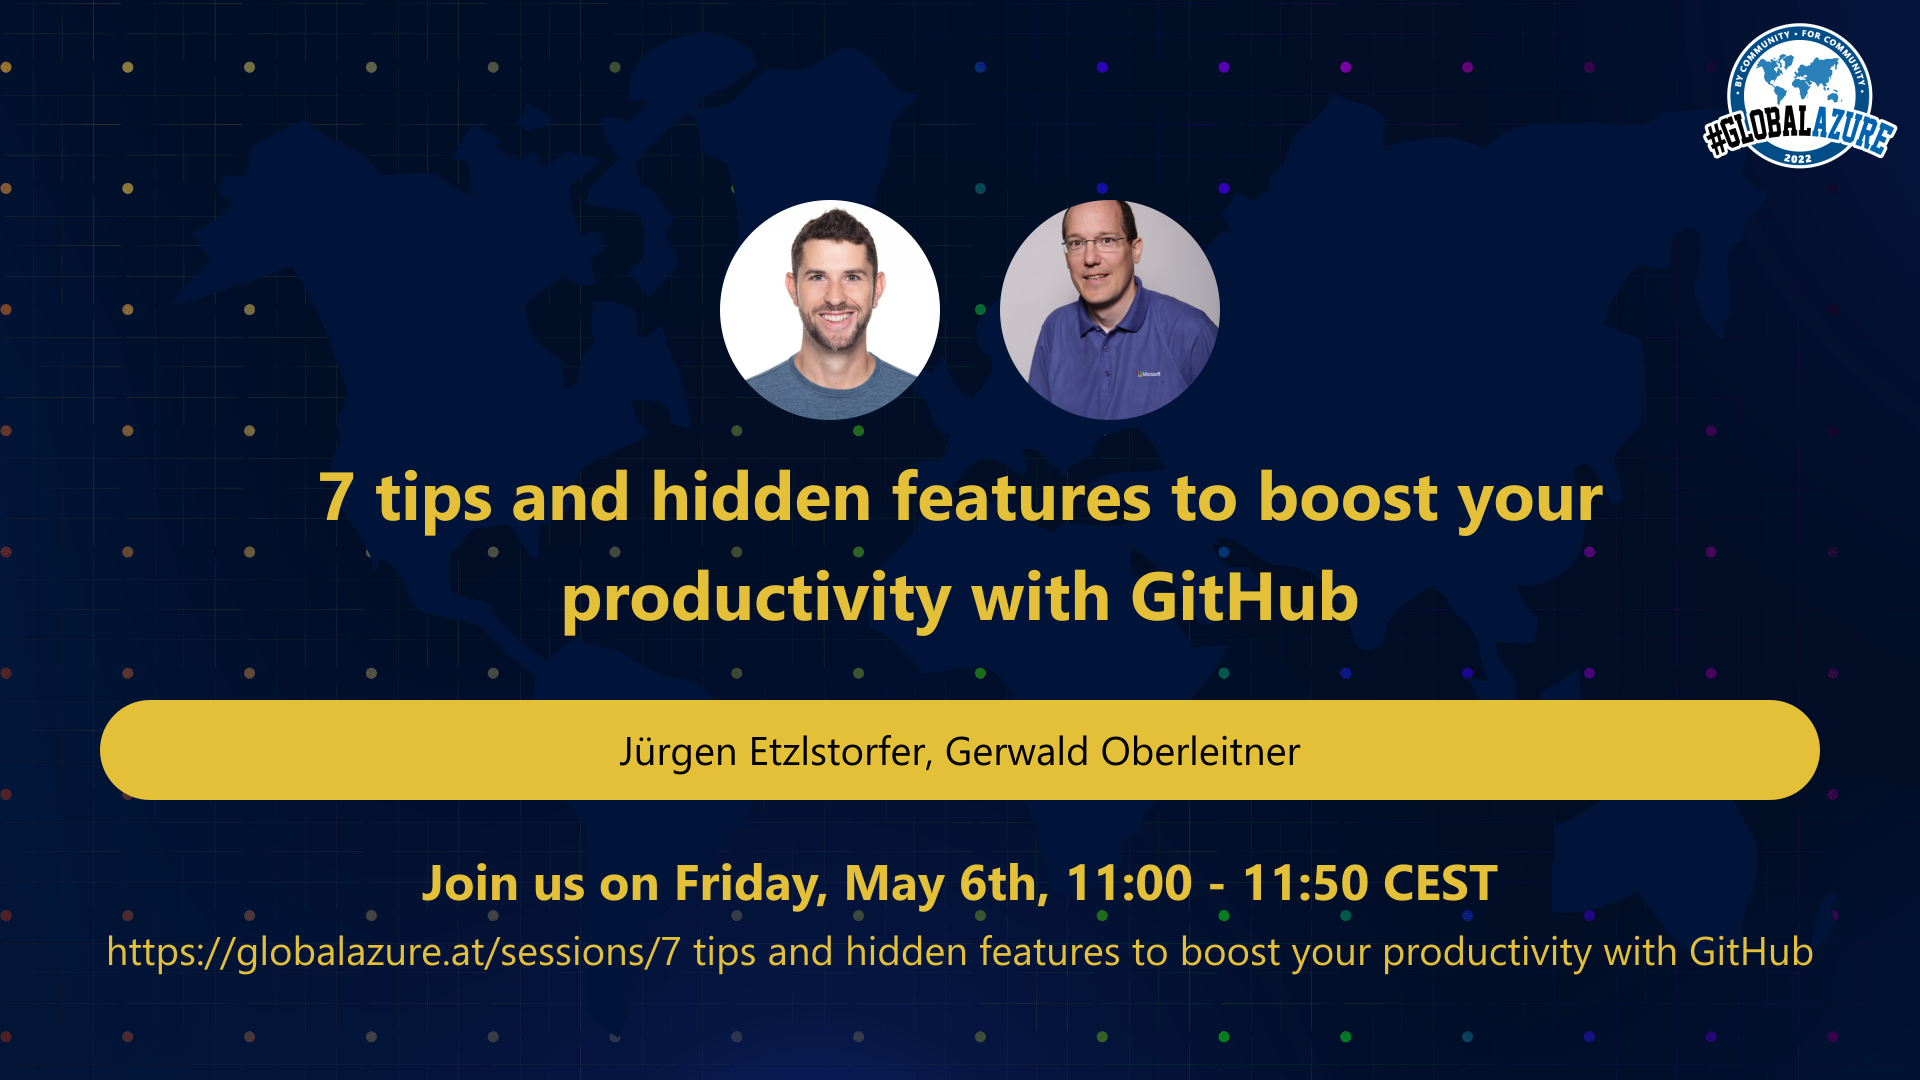 BY COMMUNITY • FOR COMMUNITY
#GLOBALAZURE
2022
Microsoft
7 tips and hidden features to boost your
productivity with GitHub
Jürgen Etzlstorfer, Gerwald Oberleitner
Join us on Friday, May 6th, 11:00 - 11:50 CEST
https://globalazure.at/sessions/7 tips and hidden features to boost your productivity with GitHub